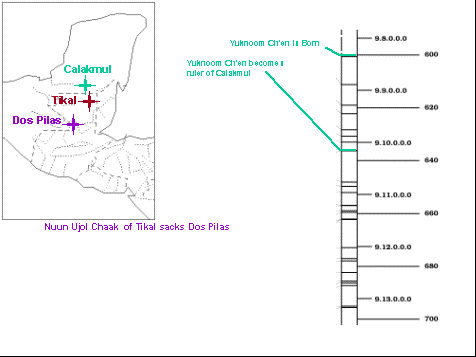 Calakmul
Tikal
Dos Pilas
Nuun Ujol Chaak of Tikal sacks Dos Pilas
Yuknoom Ch'en is Born
Yuknoom Ch'en becomes
ruler of Calakmul
9.8.0.0.0
600
9.9.0.0.0
620
9.10.0.0.0
640
9.11.0.0.0
660
9.12.0.0.0
680
9.13.0.0.0
700